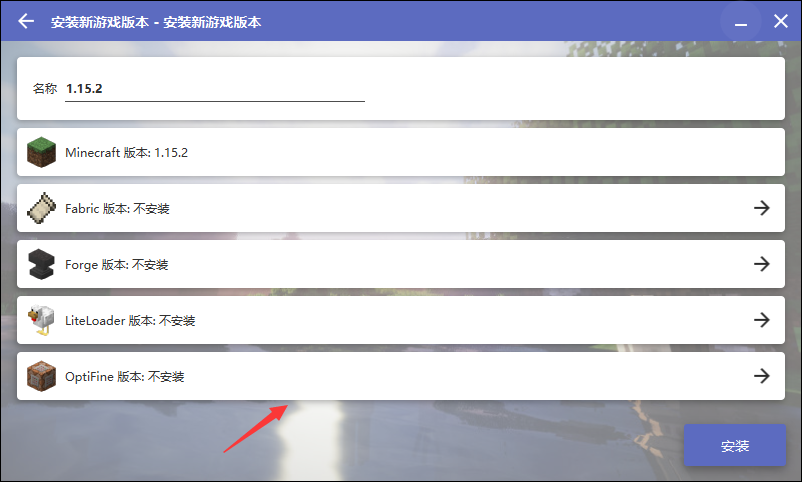 安装新游戏版本 - 安装新游戏版本
名称 1.15.2
Minecraft 版本: 1.15.2
Fabric 版本: 不安装
Forge 版本: 不安装
LiteLoader 版本: 不安装
OptiFine 版本: 不安装
安装